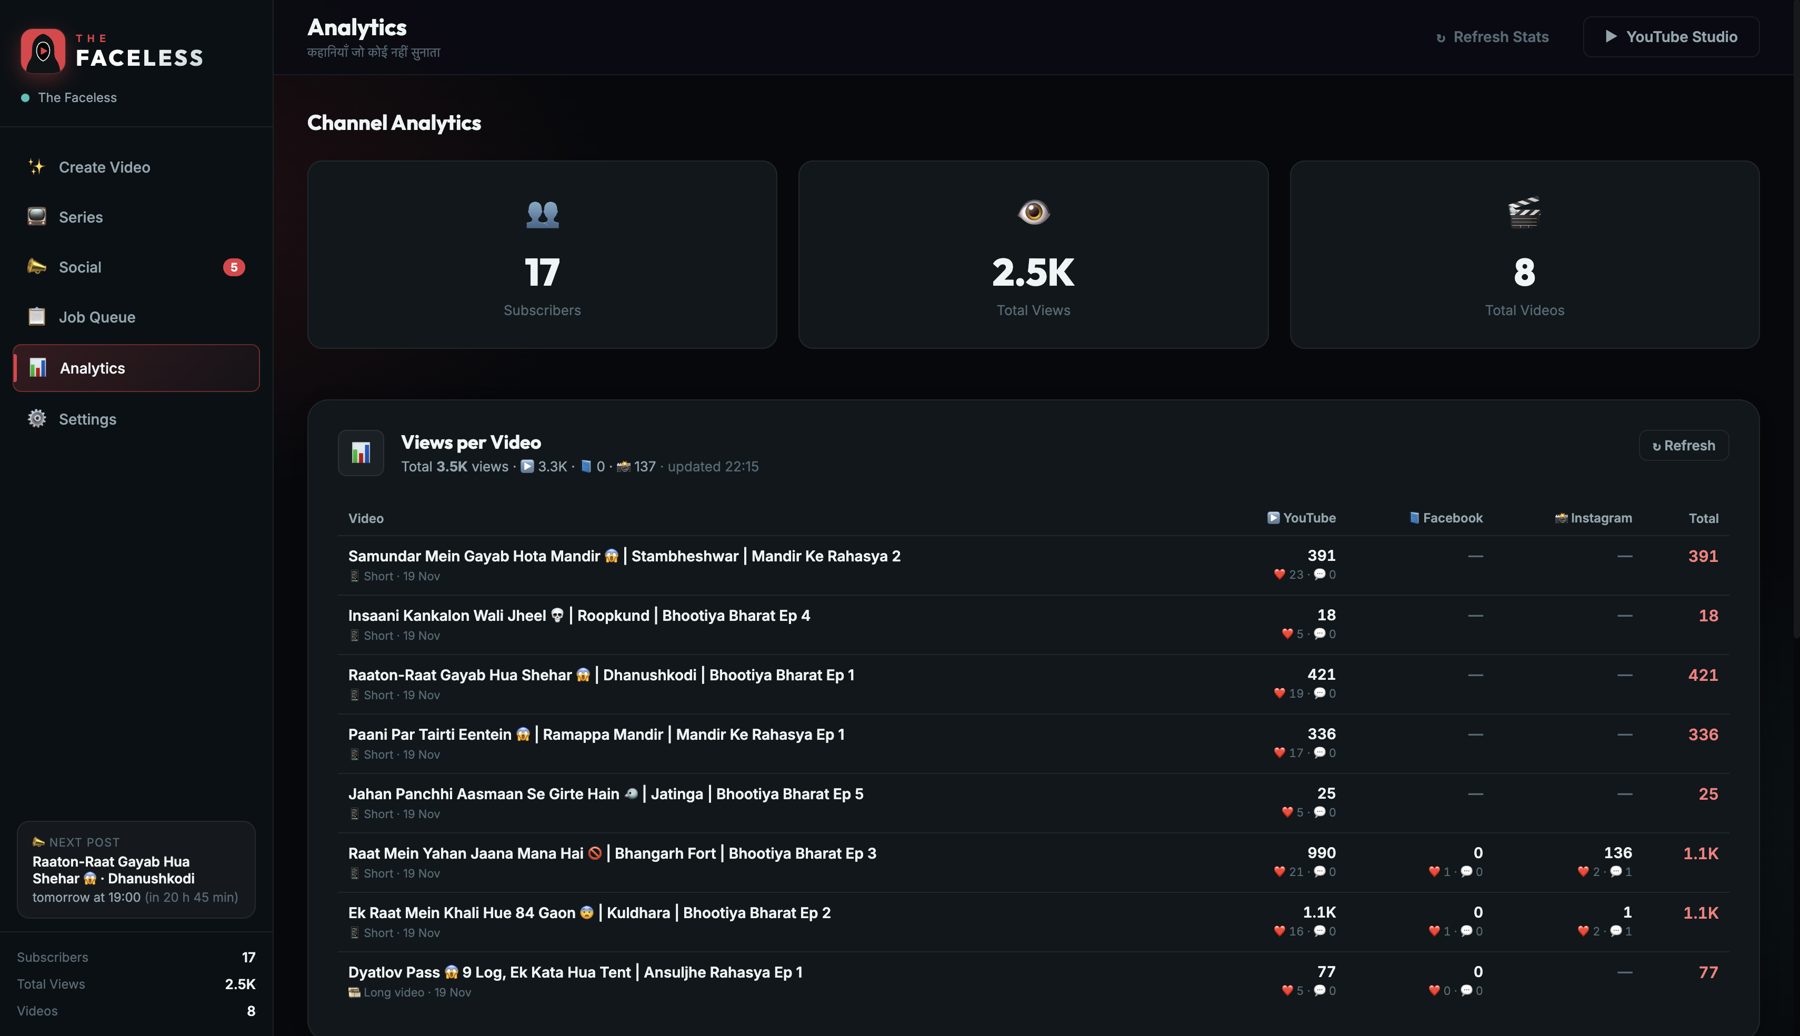 THE
FACELESS
The Faceless
Create Video
Series
Social 5
Job Queue
Analytics
Settings
NEXT POST
Raaton-Raat Gayab Hua
Shehar 😱 · Dhanushkodi
tomorrow at 19:00 (in 20 h 45 min)
Subscribers 17
Total Views 2.5K
Videos 8
Analytics
कहानियाँ जो कोई नहीं सुनाता
↻ Refresh Stats
▶ YouTube Studio
Channel Analytics
17
Subscribers
2.5K
Total Views
8
Total Videos
Views per Video
Total 3.5K views · ▶️ 3.3K · 📘 0 · 📸 137 · updated 22:15
↻ Refresh
Video ▶️ YouTube 📘 Facebook 📸 Instagram Total
Samundar Mein Gayab Hota Mandir 😱 | Stambheshwar | Mandir Ke Rahasya 2 391 — — 391
Short · 19 Nov ❤️ 23 · 💬 0
Insaani Kankalon Wali Jheel 💀 | Roopkund | Bhootiya Bharat Ep 4 18 — — 18
Short · 19 Nov ❤️ 5 · 💬 0
Raaton-Raat Gayab Hua Shehar 😱 | Dhanushkodi | Bhootiya Bharat Ep 1 421 — — 421
Short · 19 Nov ❤️ 19 · 💬 0
Paani Par Tairti Eentein 😱 | Ramappa Mandir | Mandir Ke Rahasya Ep 1 336 — — 336
Short · 19 Nov ❤️ 17 · 💬 0
Jahan Panchhi Aasmaan Se Girte Hain 🐦 | Jatinga | Bhootiya Bharat Ep 5 25 — — 25
Short · 19 Nov ❤️ 5 · 💬 0
Raat Mein Yahan Jaana Mana Hai 🚫 | Bhangarh Fort | Bhootiya Bharat Ep 3 990 0 136 1.1K
Short · 19 Nov ❤️ 21 · 💬 0 ❤️ 1 · 💬 0 ❤️ 2 · 💬 1
Ek Raat Mein Khali Hue 84 Gaon 😨 | Kuldhara | Bhootiya Bharat Ep 2 1.1K 0 1 1.1K
Short · 19 Nov ❤️ 16 · 💬 0 ❤️ 1 · 💬 0 ❤️ 2 · 💬 1
Dyatlov Pass 😱 9 Log, Ek Kata Hua Tent | Ansuljhe Rahasya Ep 1 77 0 — 77
Long video · 19 Nov ❤️ 5 · 💬 0 ❤️ 0 · 💬 0